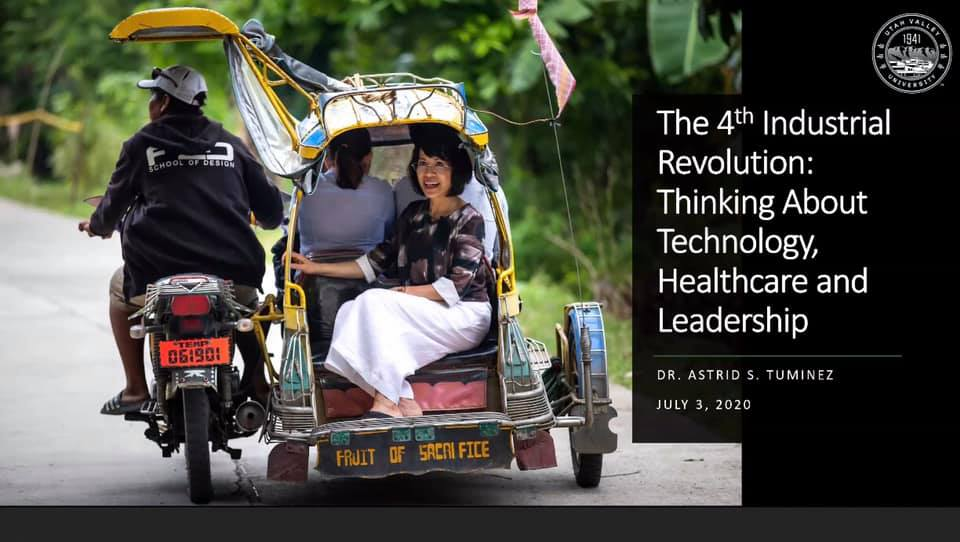 UTAH VALLEY
1941
UNIVERSITY
The 4th Industrial
Revolution:
Thinking About
Technology,
Healthcare and
Leadership
DR. ASTRID S. TUMINEZ
JULY 3, 2020
SCHOOL OF DESIGN
TEMP
061901
FRUIT OF SACRIFICE